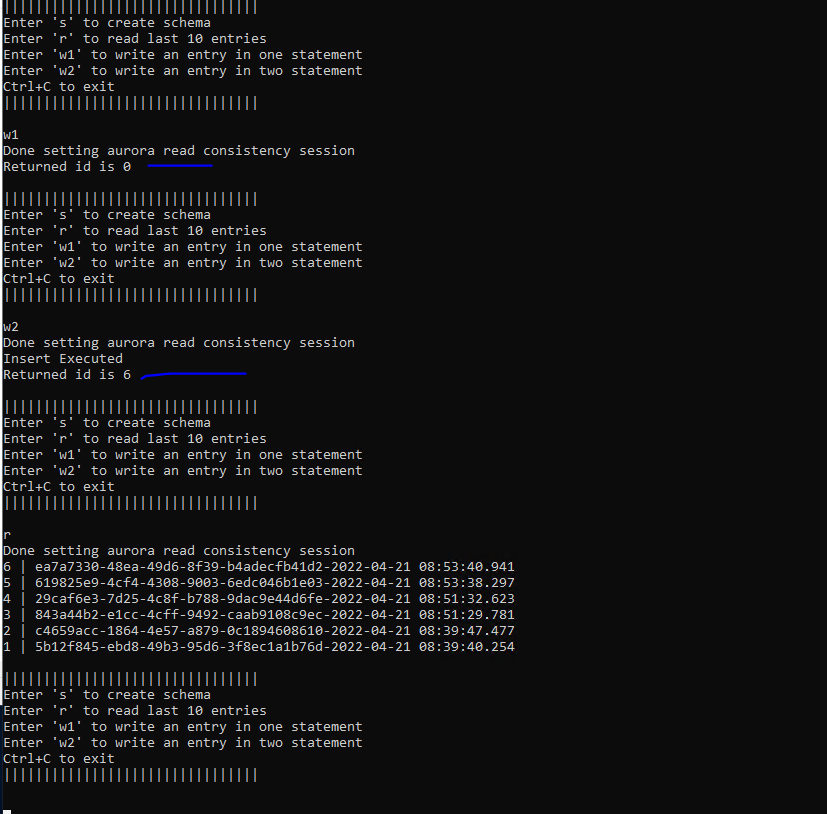 ||||||||||||||||||||||||||||||||
Enter 's' to create schema
Enter 'r' to read last 10 entries
Enter 'w1' to write an entry in one statement
Enter 'w2' to write an entry in two statement
Ctrl+C to exit
||||||||||||||||||||||||||||||||
w1
Done setting aurora read consistency session
Returned id is 0
||||||||||||||||||||||||||||||||
Enter 's' to create schema
Enter 'r' to read last 10 entries
Enter 'w1' to write an entry in one statement
Enter 'w2' to write an entry in two statement
Ctrl+C to exit
||||||||||||||||||||||||||||||||
w2
Done setting aurora read consistency session
Insert Executed
Returned id is 6
||||||||||||||||||||||||||||||||
Enter 's' to create schema
Enter 'r' to read last 10 entries
Enter 'w1' to write an entry in one statement
Enter 'w2' to write an entry in two statement
Ctrl+C to exit
||||||||||||||||||||||||||||||||
r
Done setting aurora read consistency session
6 | ea7a7330-48ea-49d6-8f39-b4adecfb41d2-2022-04-21 08:53:40.941
5 | 619825e9-4cf4-4308-9003-6edc046b1e03-2022-04-21 08:53:38.297
4 | 29caf6e3-7d25-4c8f-b788-9dac9e44d6fe-2022-04-21 08:51:32.623
3 | 843a44b2-e1cc-4cff-9492-caab9108c9ec-2022-04-21 08:51:29.781
2 | c4659acc-1864-4e57-a879-0c1894608610-2022-04-21 08:39:47.477
1 | 5b12f845-ebd8-49b3-95d6-3f8ec1a1b76d-2022-04-21 08:39:40.254
||||||||||||||||||||||||||||||||
Enter 's' to create schema
Enter 'r' to read last 10 entries
Enter 'w1' to write an entry in one statement
Enter 'w2' to write an entry in two statement
Ctrl+C to exit
||||||||||||||||||||||||||||||||